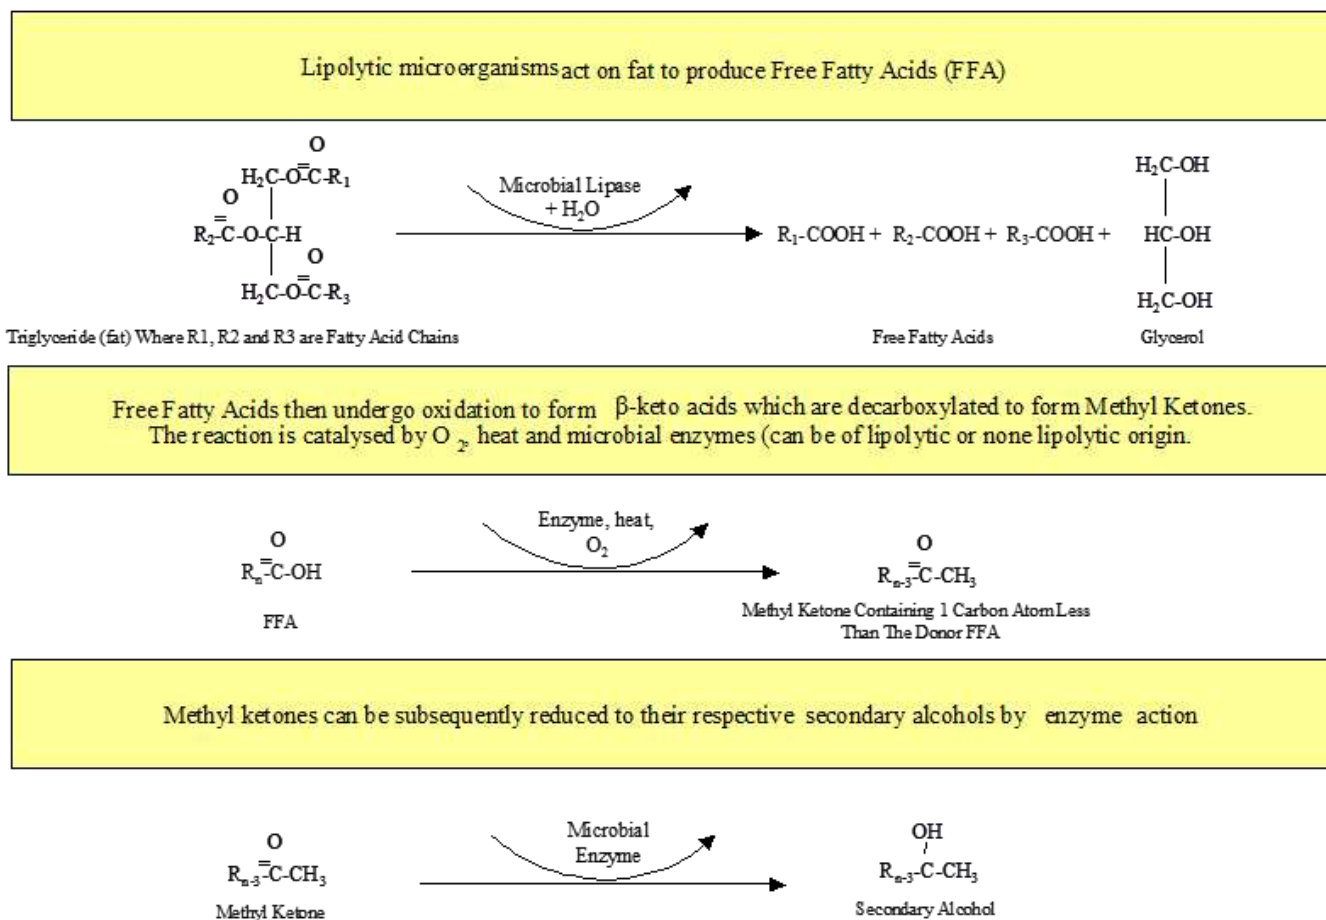 Lipolytic microorganisms act on fat to produce Free Fatty Acids (FFA)
O
H₂C-O-C-R₁
O
R₂-C-O-C-H
O
H₂C-O-C-R₃
Microbial Lipase
+ H₂O
R₁-COOH + R₂-COOH + R₃-COOH +
H₂C-OH
HC-OH
H₂C-OH
Triglyceride (fat) Where R1, R2 and R3 are Fatty Acid Chains
Free Fatty Acids
Glycerol
Free Fatty Acids then undergo oxidation to form β-keto acids which are decarboxylated to form Methyl Ketones.
The reaction is catalysed by O ₂, heat and microbial enzymes (can be of lipolytic or none lipolytic origin.
O
Rₙ-C-OH
FFA
Enzyme, heat,
O₂
O
Rₙ₋₃-C-CH₃
Methyl Ketone Containing 1 Carbon Atom Less
Than The Donor FFA
Methyl ketones can be subsequently reduced to their respective secondary alcohols by enzyme action
O
Rₙ₋₃-C-CH₃
Methyl Ketone
Microbial
Enzyme
OH
Rₙ₋₃-C-CH₃
Secondary Alcohol